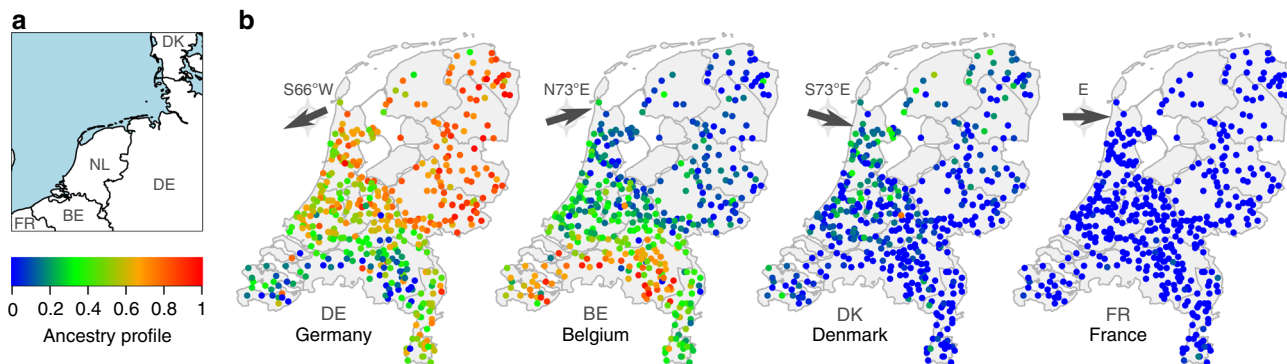 a
DK
NL
DE
BE
FR
0 0.2 0.4 0.6 0.8 1
Ancestry profile
b
S66°W
N73°E
S73°E
E
DE
Germany
BE
Belgium
DK
Denmark
FR
France